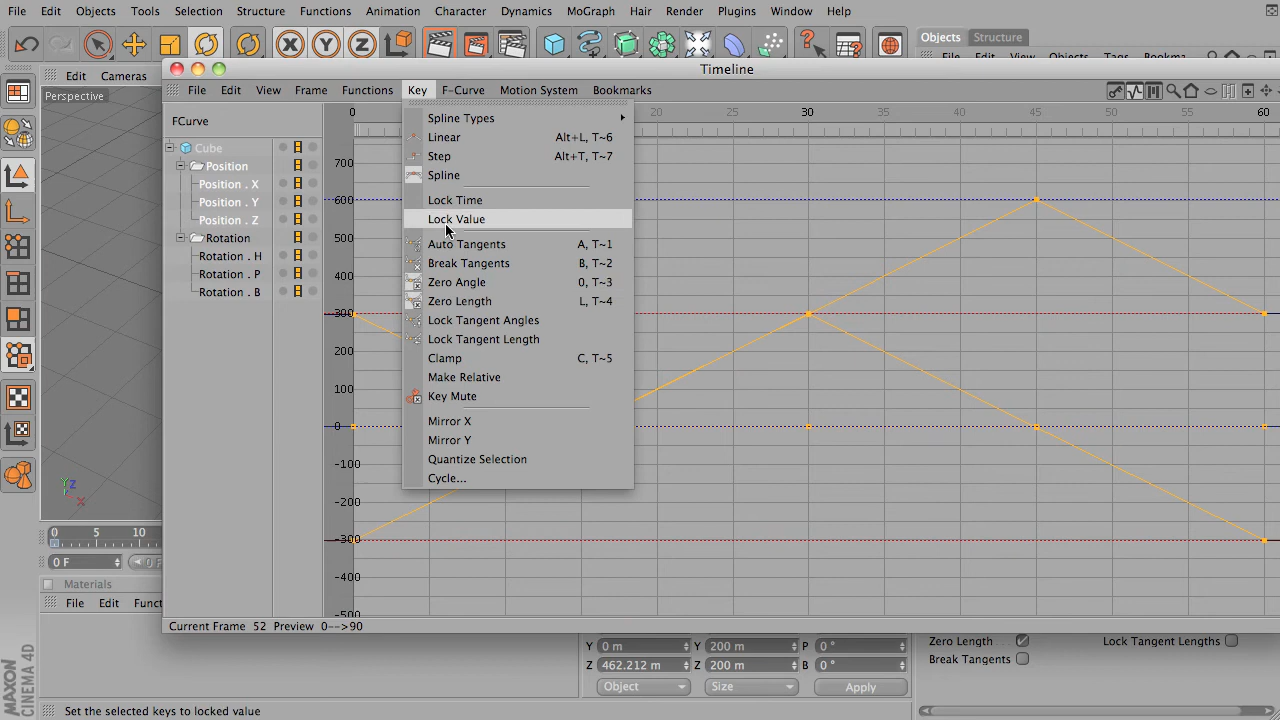 File Edit Objects Tools Selection Structure Functions Animation Character Dynamics MoGraph Hair Render Plugins Window Help
X Y Z
Objects Structure
Edit Cameras
Perspective
Timeline
File Edit View Frame Functions Key F-Curve Motion System Bookmarks
FCurve
Cube
Position
Position . X
Position . Y
Position . Z
Rotation
Rotation . H
Rotation . P
Rotation . B
0 20 25 30 35 40 45 50 55 60
700
600
500
400
300
200
100
0
-100
-200
-300
-400
-500
Spline Types
Linear Alt+L, T~6
Step Alt+T, T~7
Spline
Lock Time
Lock Value
Auto Tangents A, T~1
Break Tangents B, T~2
Zero Angle 0, T~3
Zero Length L, T~4
Lock Tangent Angles
Lock Tangent Length
Clamp C, T~5
Make Relative
Key Mute
Mirror X
Mirror Y
Quantize Selection
Cycle...
Y Z X
0 5 10
0 F 0 F
Materials
File Edit Funct
Current Frame 52 Preview 0-->90
Y 0 m Y 200 m P 0 °
Z 462.212 m Z 200 m B 0 °
Object Size Apply
Zero Length Lock Tangent Lengths
Break Tangents
MAXON
CINEMA 4D
Set the selected keys to locked value